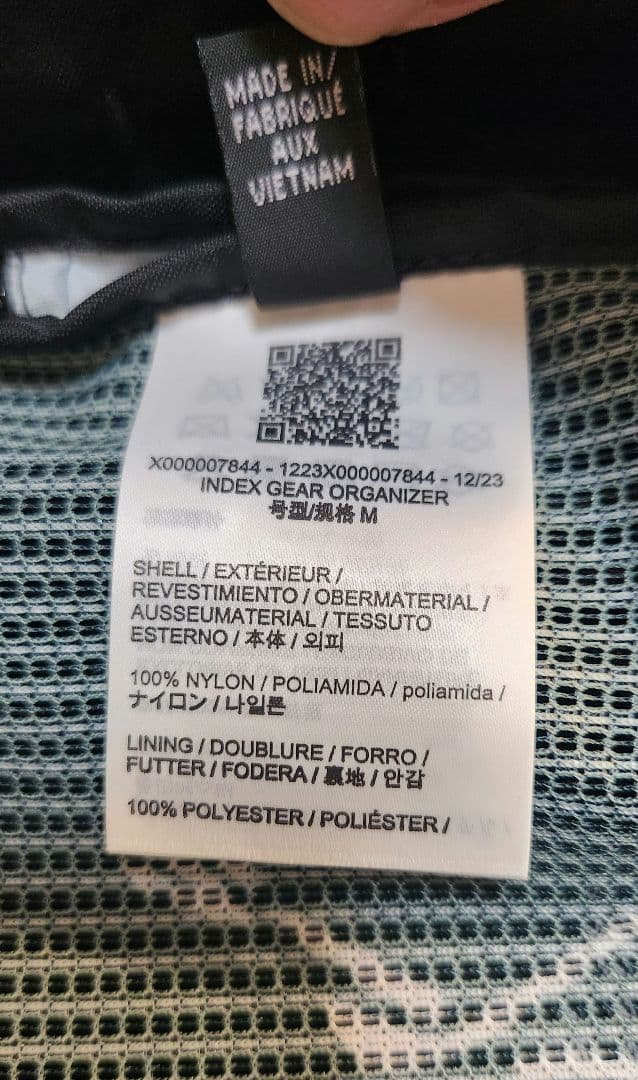 MADE IN/
FABRIQUÉ
AUX
VIETNAM
X000007844 - 1223X000007844 - 12/23
INDEX GEAR ORGANIZER
号型/规格 M
SHELL / EXTÉRIEUR /
REVESTIMIENTO / OBERMATERIAL /
AUSSEUMATERIAL / TESSUTO
ESTERNO / 本体 / 외피
100% NYLON / POLIAMIDA / poliamida /
ナイロン / 나일론
LINING / DOUBLURE / FORRO /
FUTTER / FODERA / 裏地 / 안감
100% POLYESTER / POLIÉSTER /